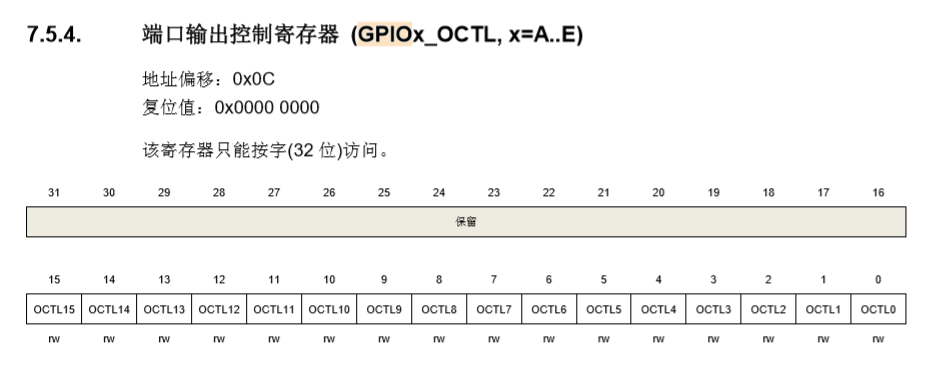 7.5.4. 端口输出控制寄存器 (GPIOx_OCTL, x=A..E)
地址偏移：0x0C
复位值：0x0000 0000
该寄存器只能按字(32 位)访问。
31 30 29 28 27 26 25 24 23 22 21 20 19 18 17 16
保留
15 14 13 12 11 10 9 8 7 6 5 4 3 2 1 0
OCTL15 OCTL14 OCTL13 OCTL12 OCTL11 OCTL10 OCTL9 OCTL8 OCTL7 OCTL6 OCTL5 OCTL4 OCTL3 OCTL2 OCTL1 OCTL0
rw rw rw rw rw rw rw rw rw rw rw rw rw rw rw rw